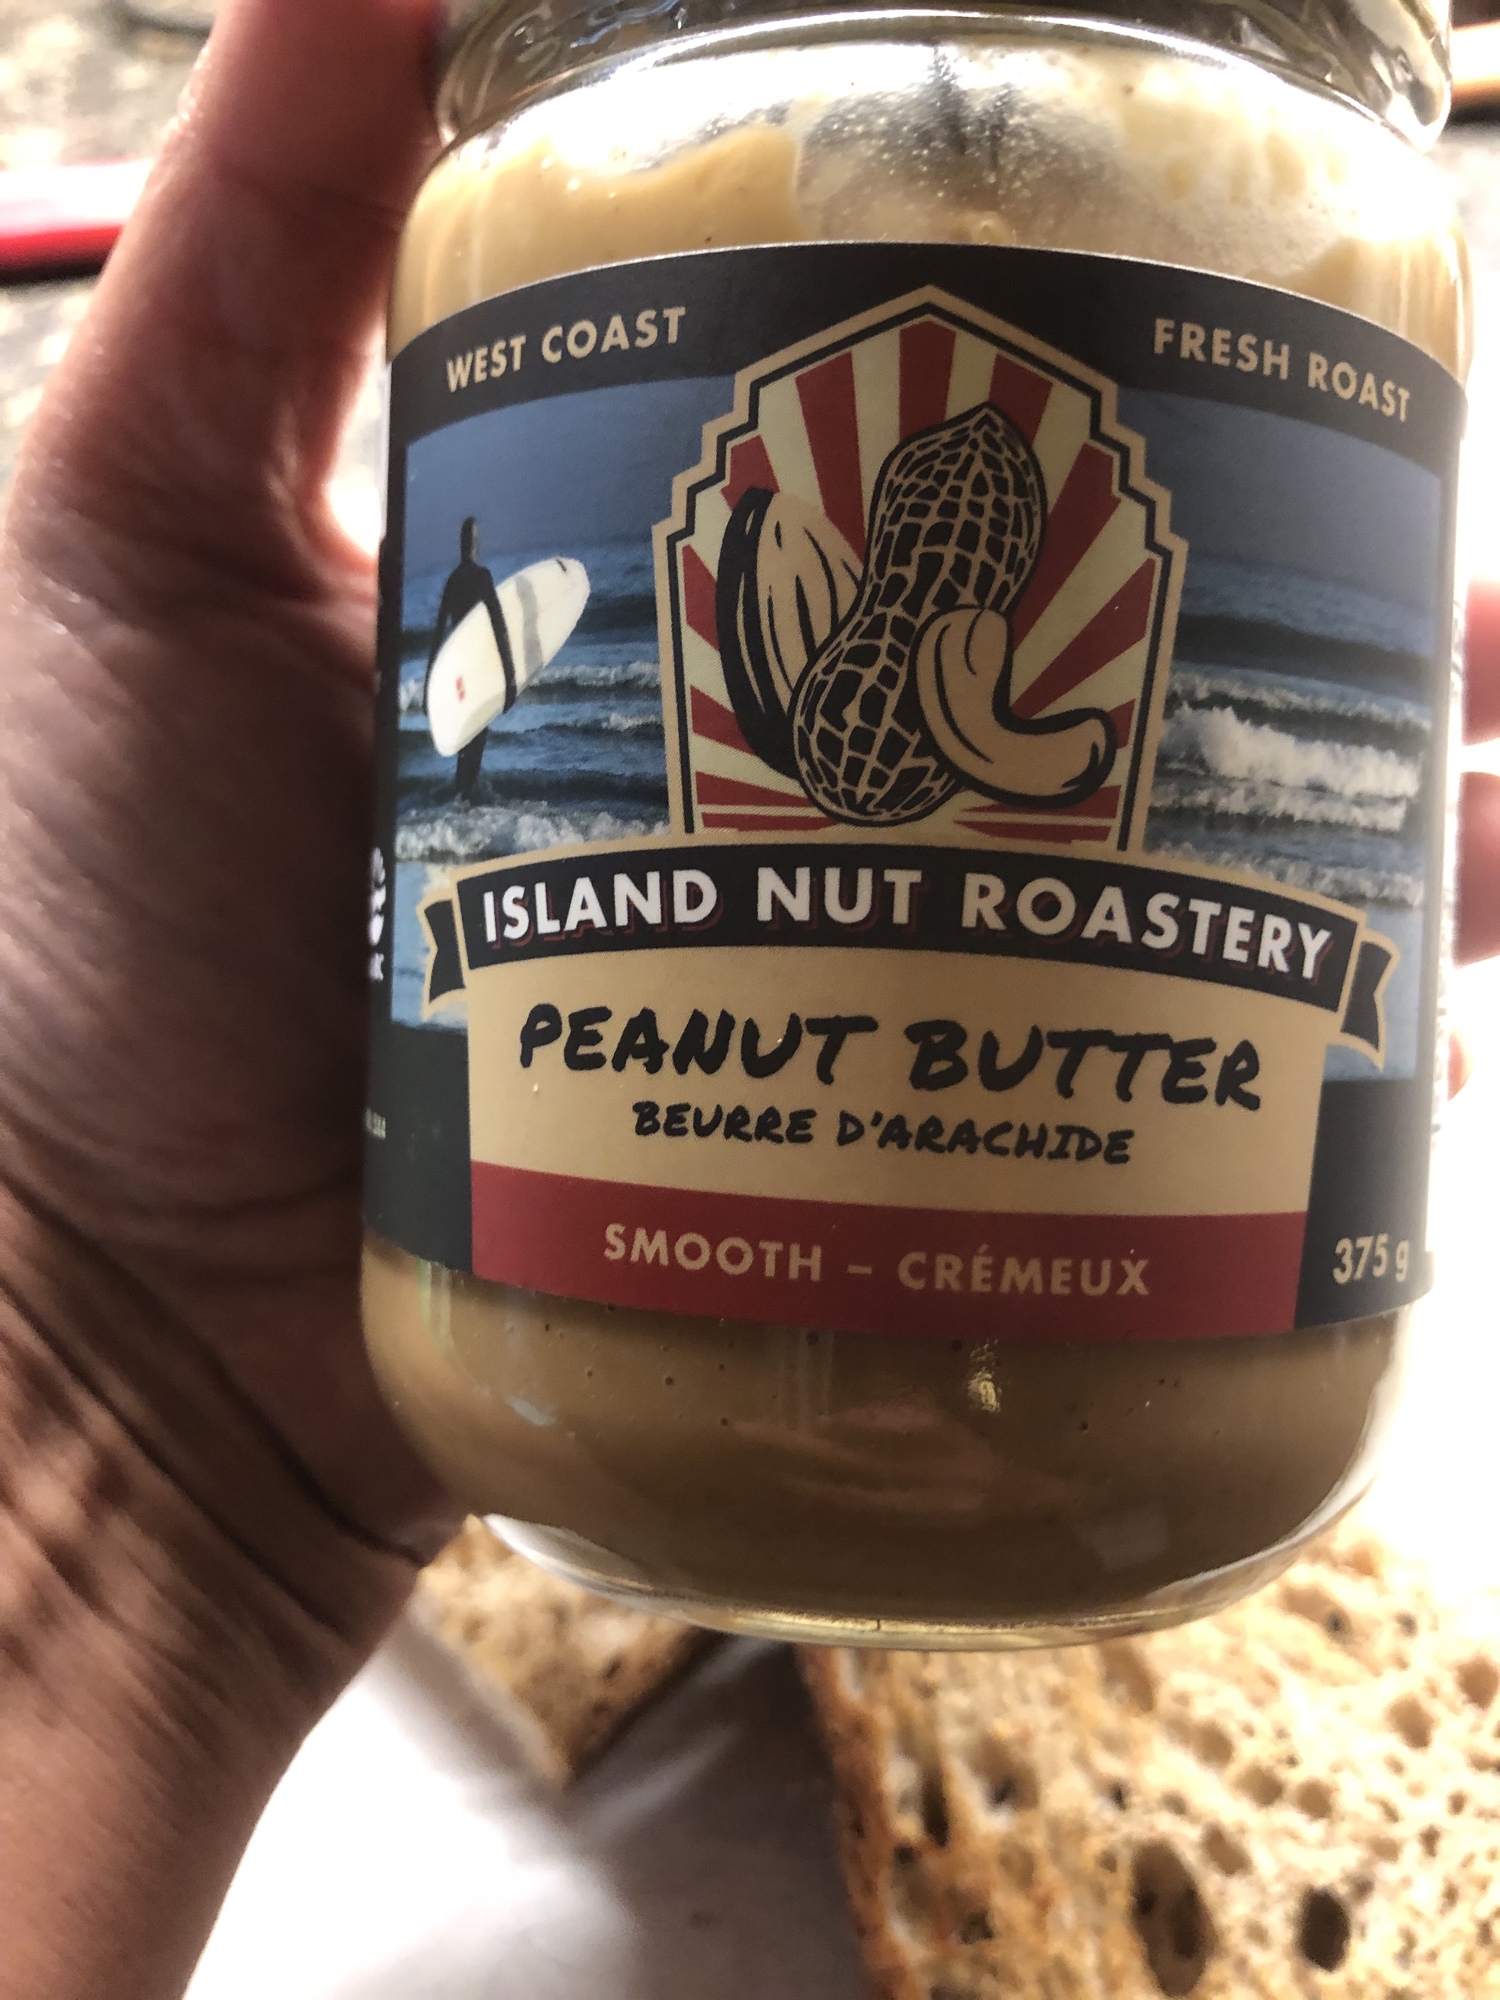 WEST COAST
FRESH ROAST
ISLAND NUT ROASTERY
PEANUT BUTTER
BEURRE D'ARACHIDE
SMOOTH – CRÉMEUX
375 g